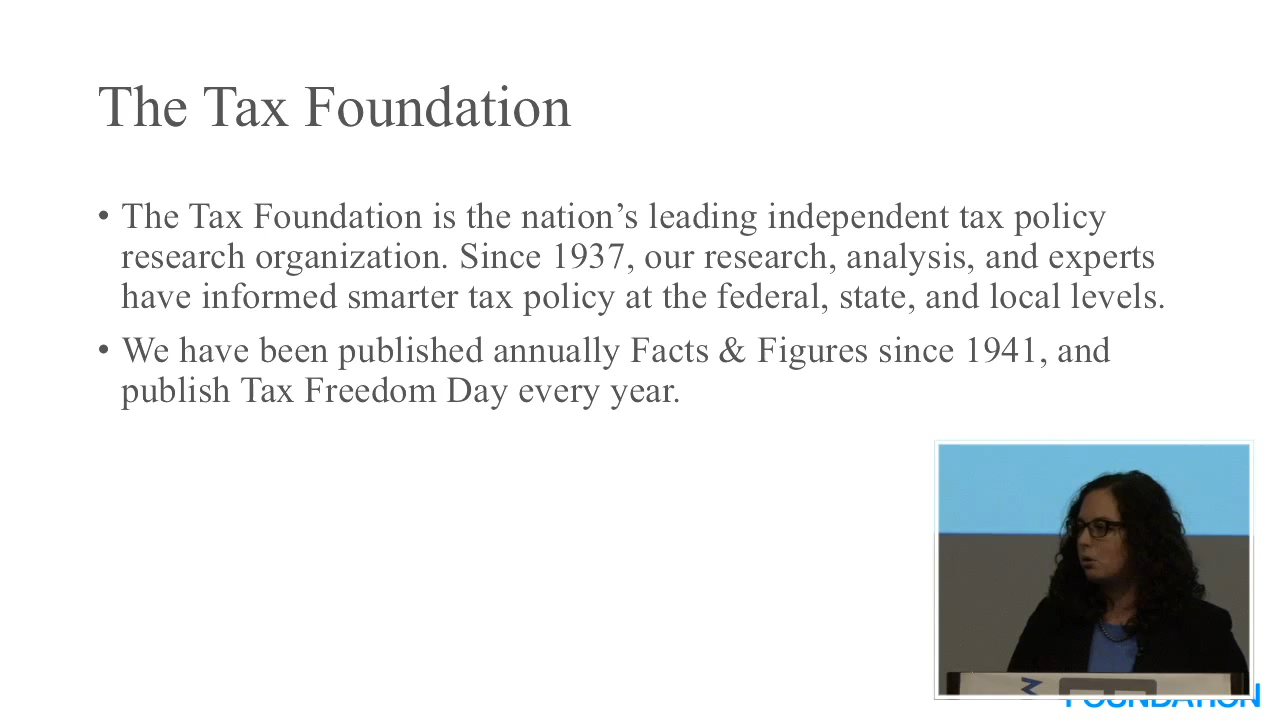 The Tax Foundation
• The Tax Foundation is the nation’s leading independent tax policy
research organization. Since 1937, our research, analysis, and experts
have informed smarter tax policy at the federal, state, and local levels.
• We have been published annually Facts & Figures since 1941, and
publish Tax Freedom Day every year.
FOUNDATION